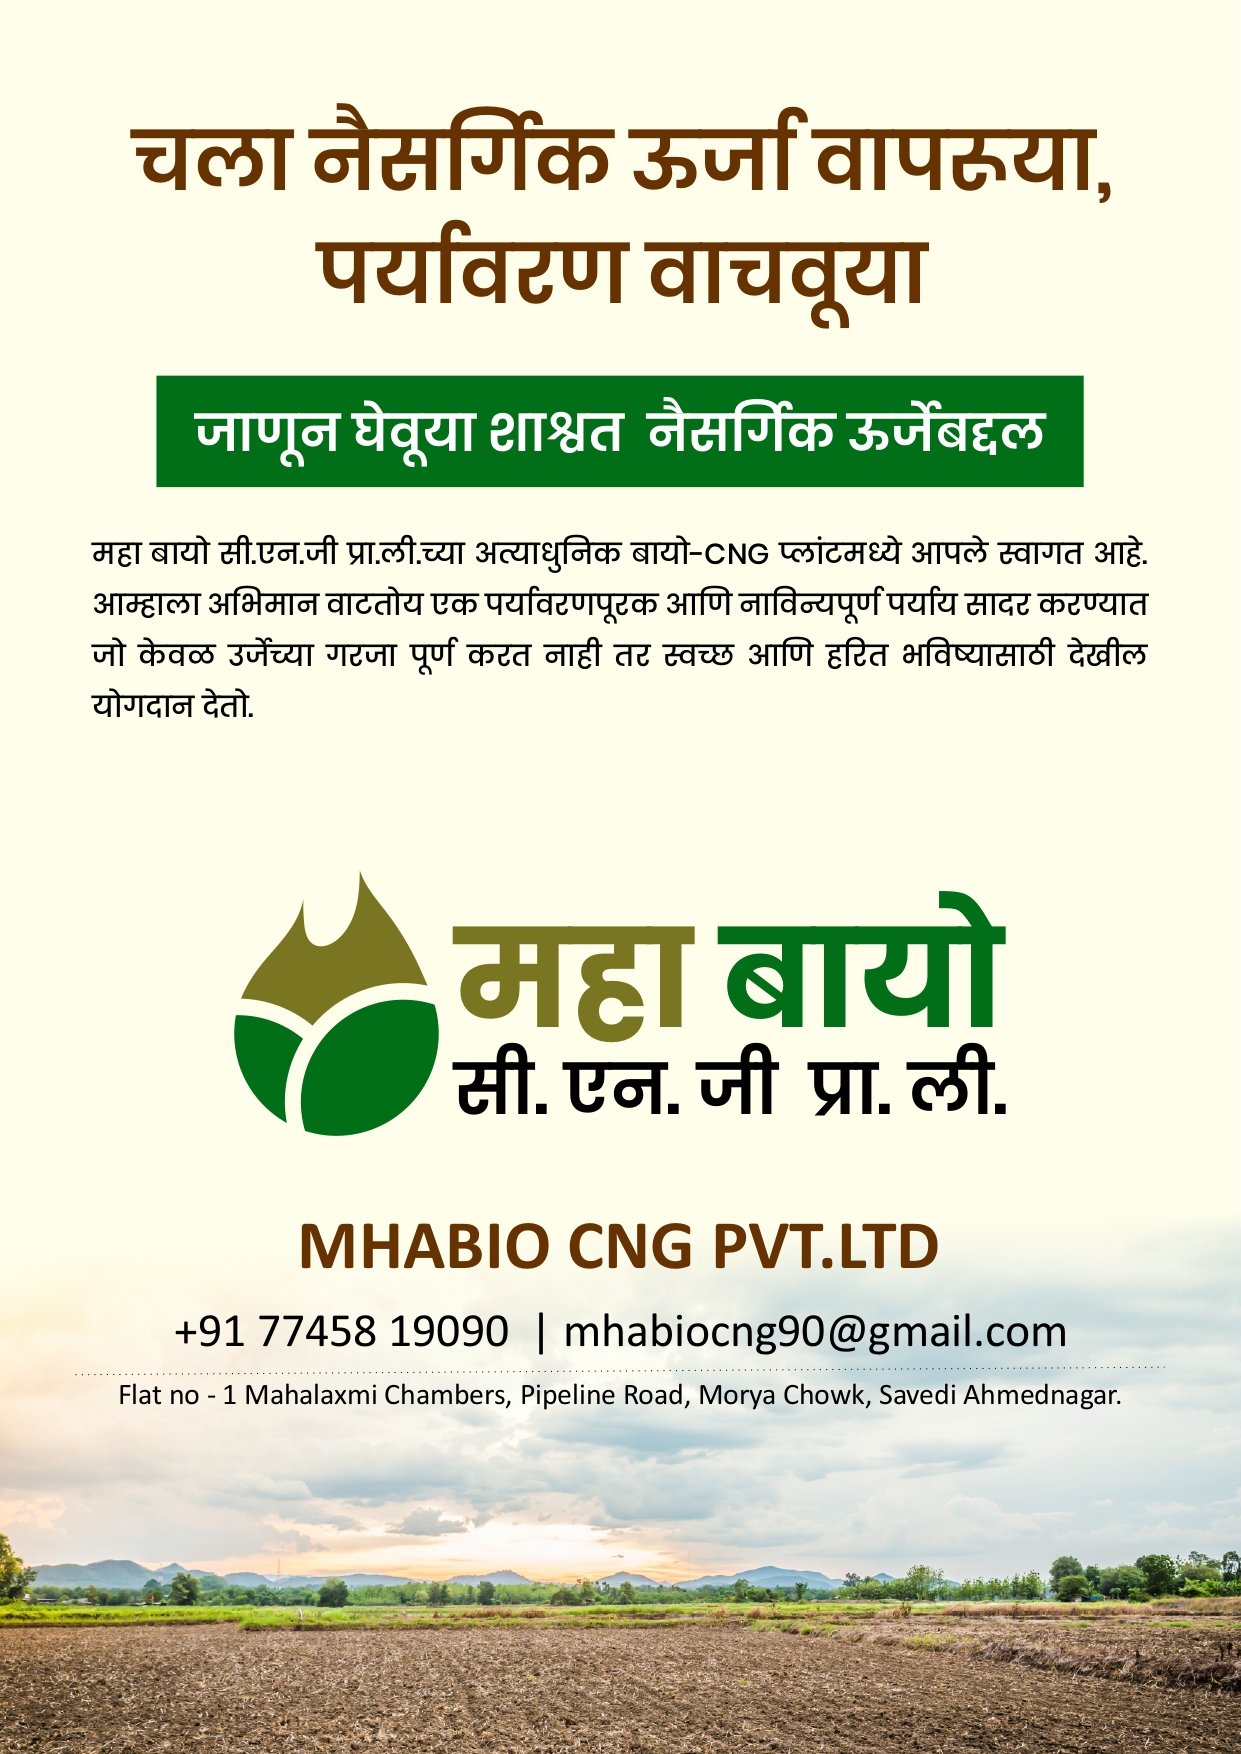 चला नैसर्गिक ऊर्जा वापरूया,
पर्यावरण वाचवूया
जाणून घेवूया शाश्वत नैसर्गिक ऊर्जेबद्दल
महा बायो सी.एन.जी प्रा.ली.च्या अत्याधुनिक बायो-CNG प्लांटमध्ये आपले स्वागत आहे.
आम्हाला अभिमान वाटतोय एक पर्यावरणपूरक आणि नाविन्यपूर्ण पर्याय सादर करण्यात
जो केवळ उर्जेच्या गरजा पूर्ण करत नाही तर स्वच्छ आणि हरित भविष्यासाठी देखील
योगदान देतो.
महा बायो
सी. एन. जी प्रा. ली.
MHABIO CNG PVT.LTD
+91 77458 19090 | mhabiocng90@gmail.com
Flat no - 1 Mahalaxmi Chambers, Pipeline Road, Morya Chowk, Savedi Ahmednagar.